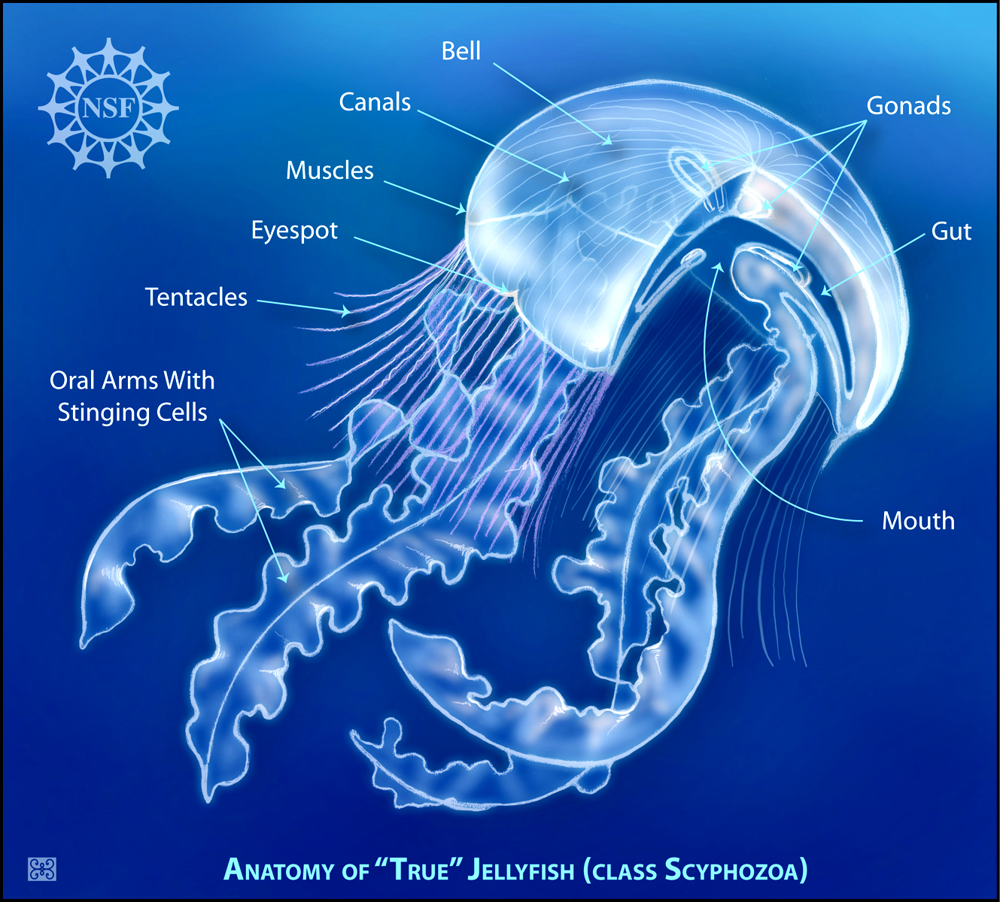 NSF
Bell
Canals
Gonads
Muscles
Eyespot
Gut
Tentacles
Oral Arms With
Stinging Cells
Mouth
Anatomy of “True” Jellyfish (class Scyphozoa)